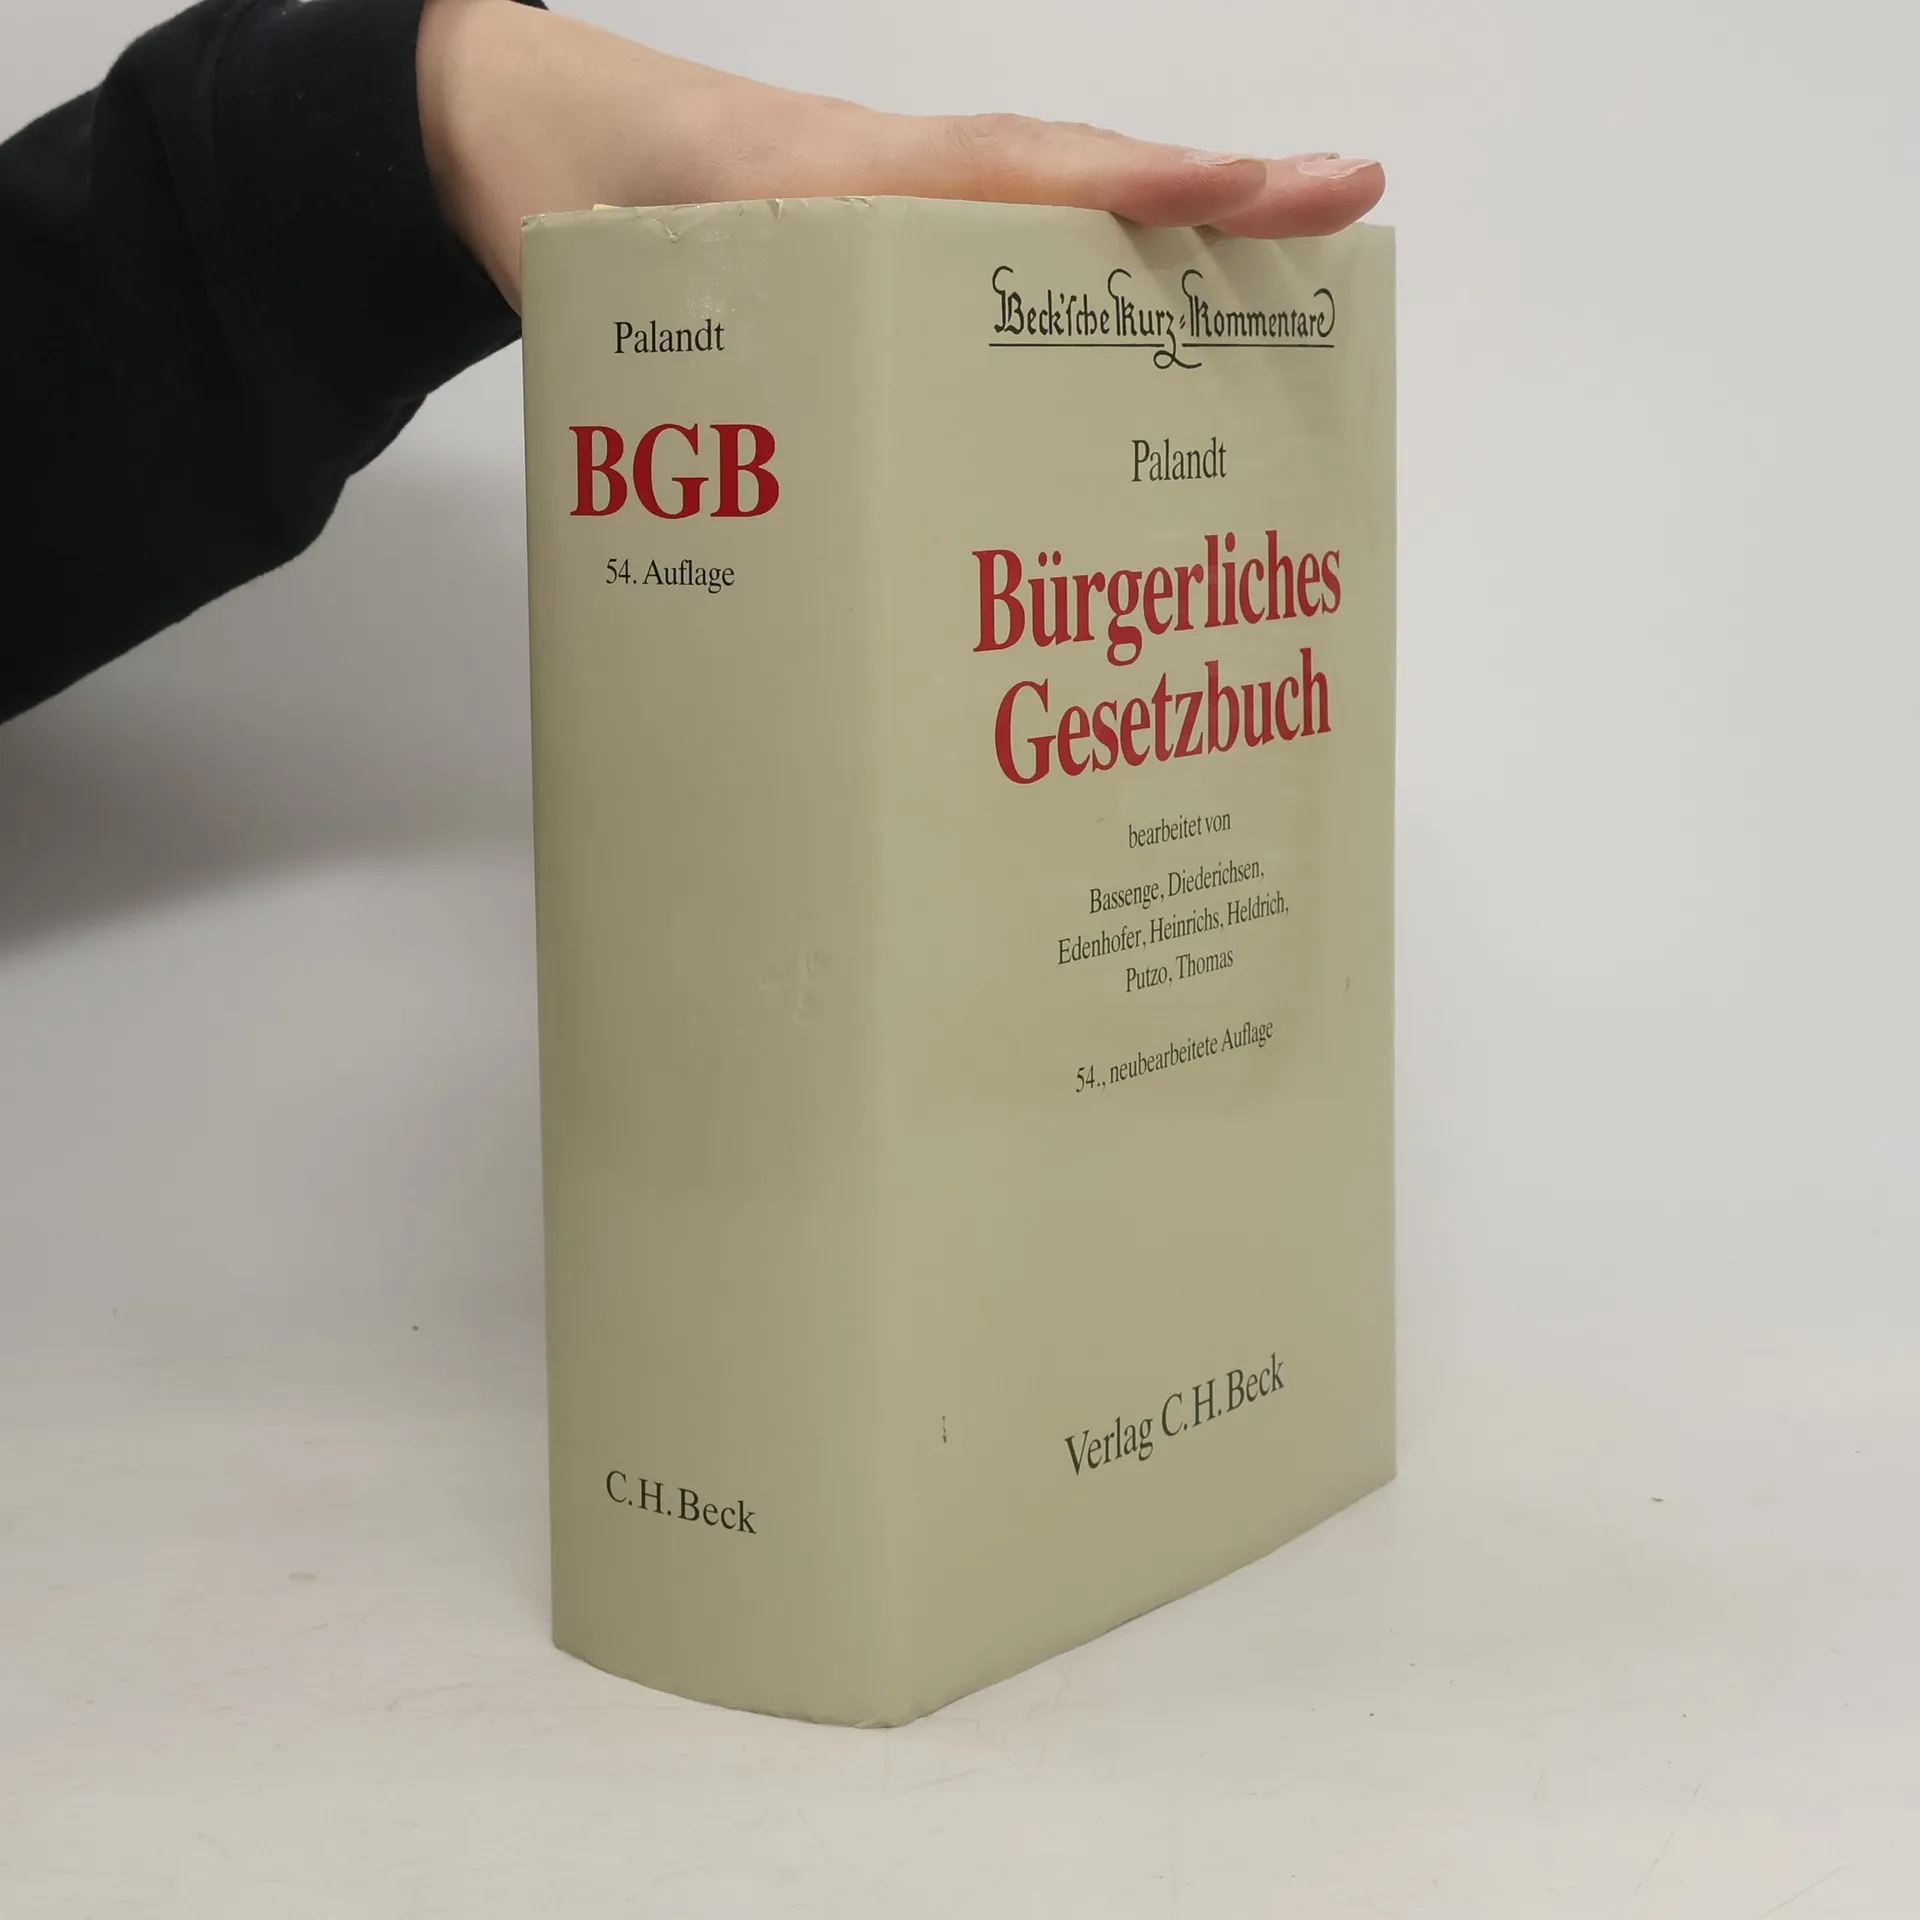 Palandt
BGB
54. Auflage
C.H.Beck
Beck'sche Kurz-Kommentare
Palandt
Bürgerliches
Gesetzbuch
bearbeitet von
Bassenge, Diederichsen,
Edenhofer, Heinrichs, Heldrich,
Putzo, Thomas
54., neubearbeitete Auflage
Verlag C.H.Beck